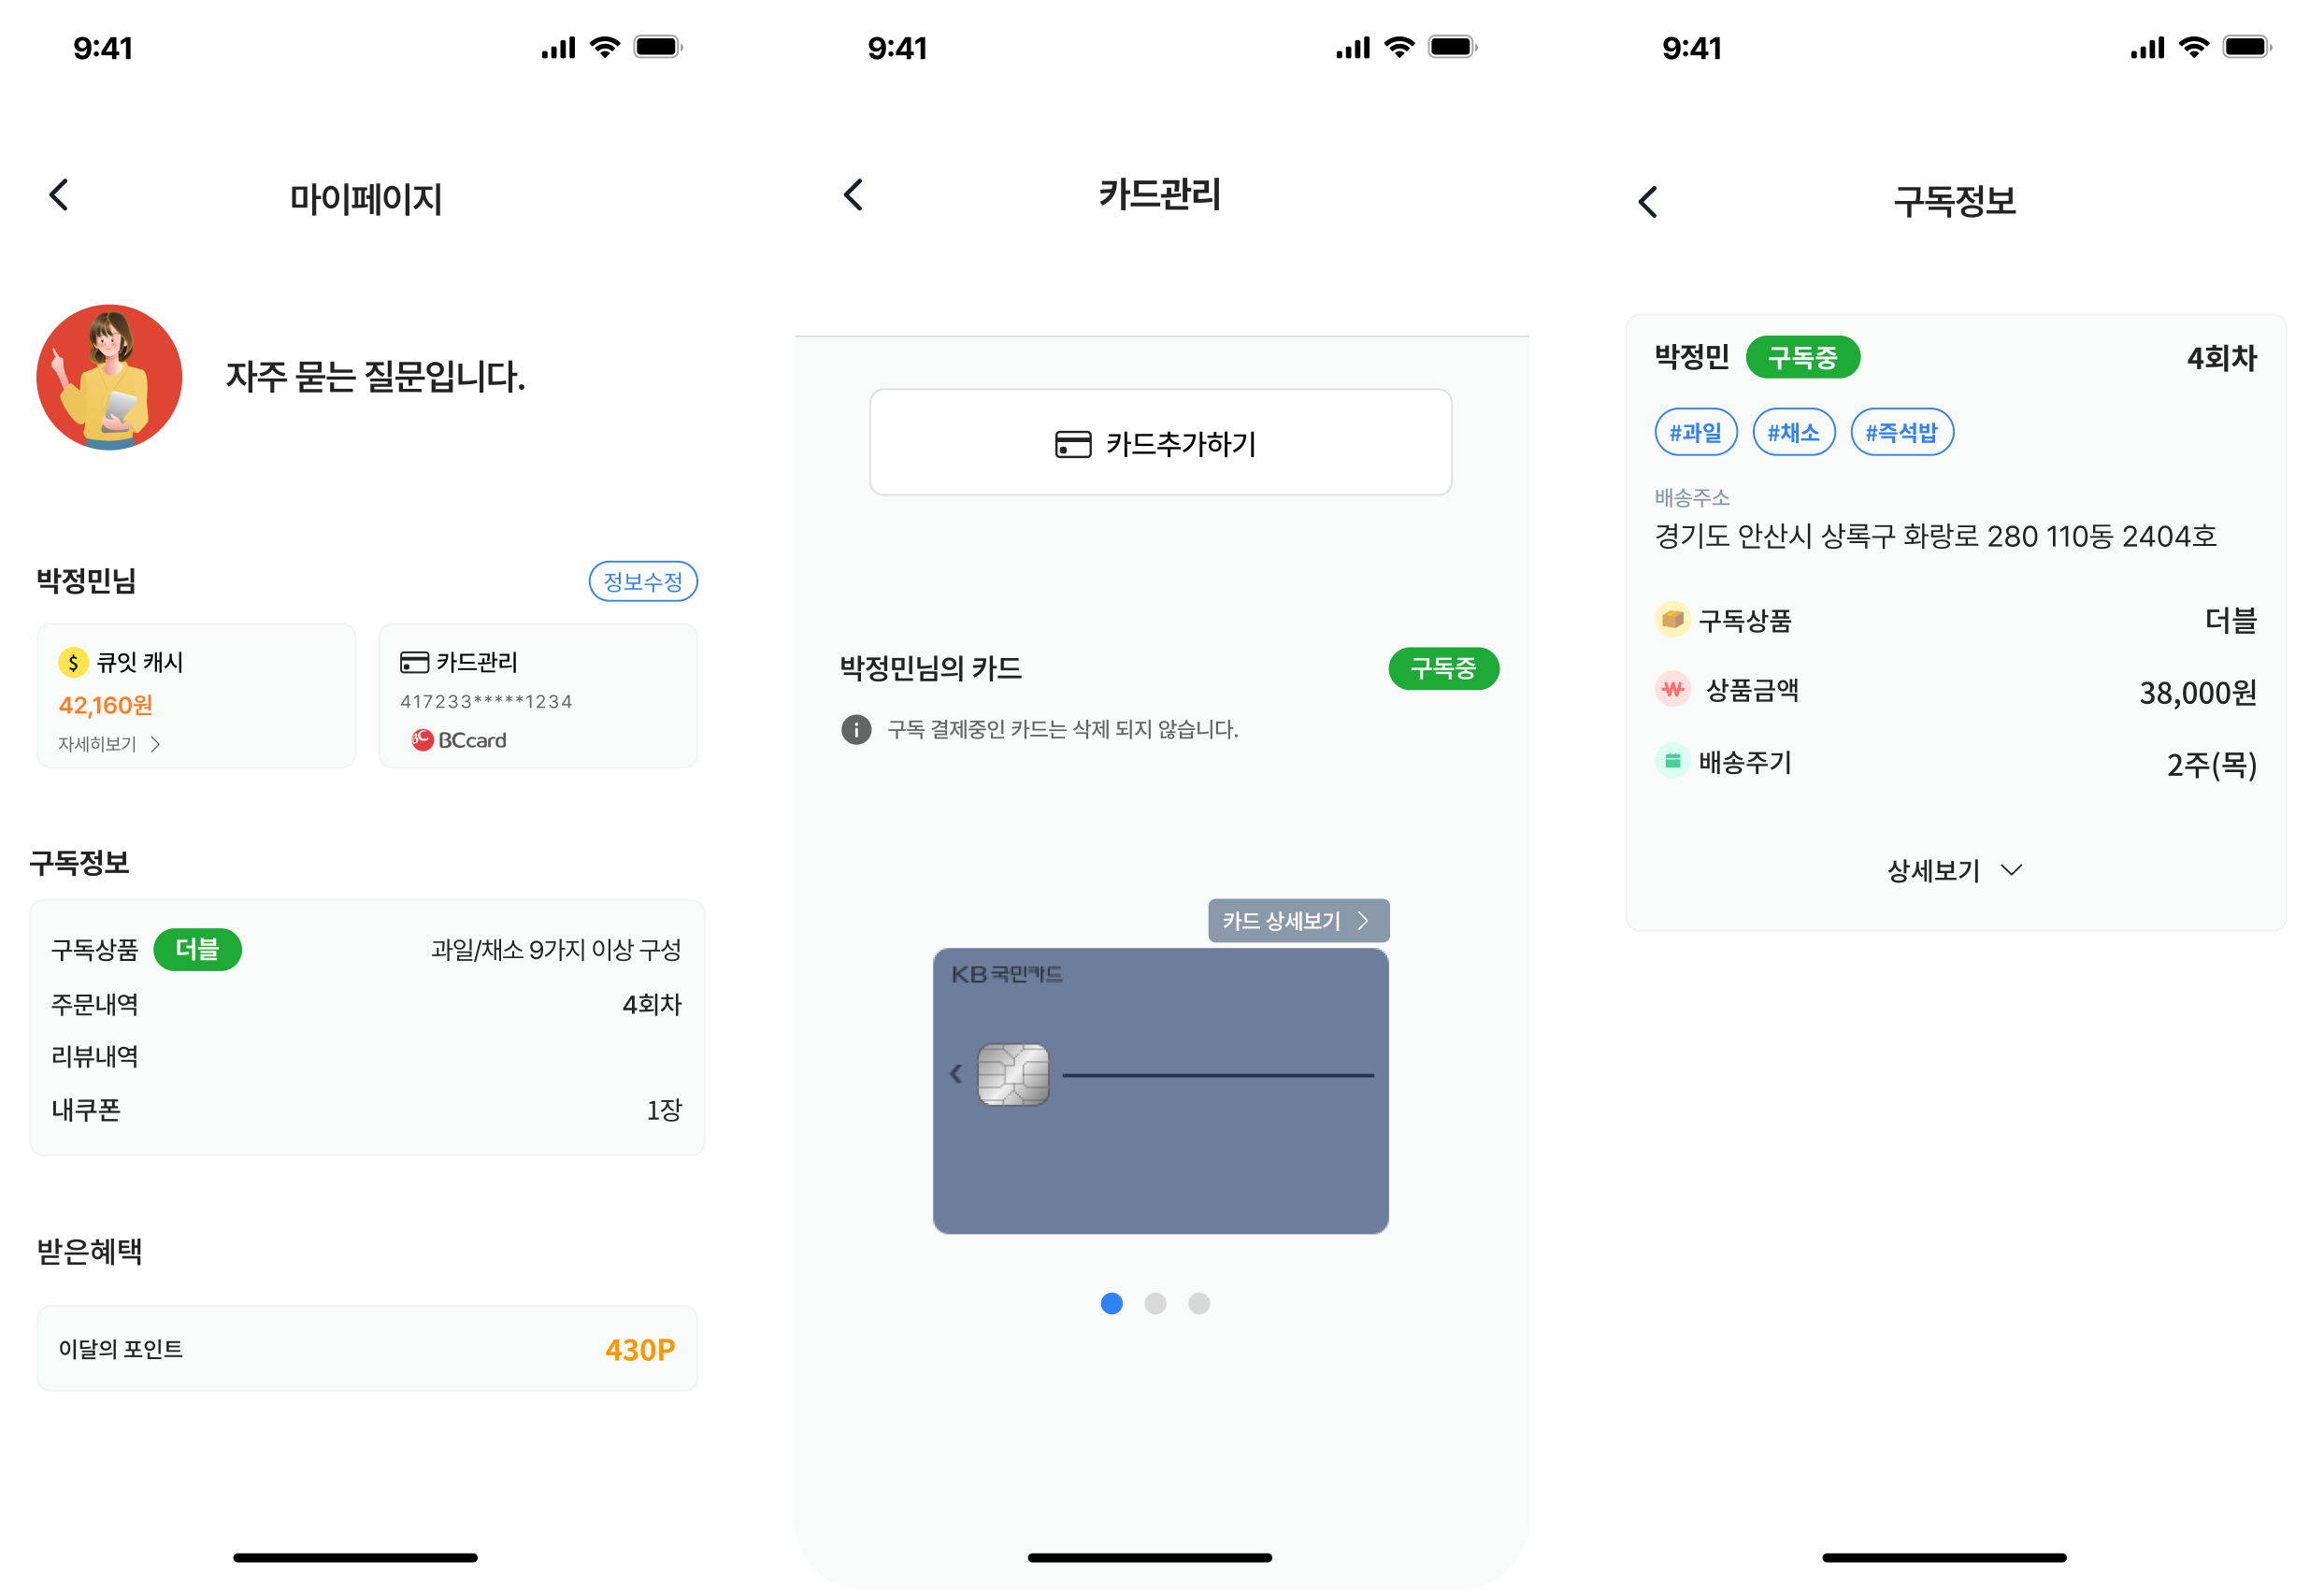 9:41
마이페이지
자주 묻는 질문입니다.
박정민님
정보수정
큐잇 캐시
42,160원
자세히보기
카드관리
417233*****1234
BCcard
구독정보
구독상품 더블 과일/채소 9가지 이상 구성
주문내역 4회차
리뷰내역
내쿠폰 1장
받은혜택
이달의 포인트 430P
9:41
카드관리
카드추가하기
박정민님의 카드 구독중
구독 결제중인 카드는 삭제 되지 않습니다.
카드 상세보기
KB 국민카드
9:41
구독정보
박정민 구독중 4회차
#과일 #채소 #즉석밥
배송주소
경기도 안산시 상록구 화랑로 280 110동 2404호
구독상품 더블
상품금액 38,000원
배송주기 2주(목)
상세보기